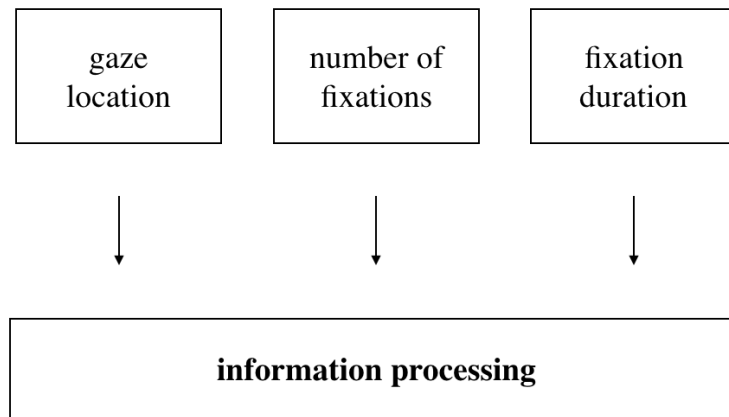 gaze
location
number of
fixations
fixation
duration
information processing